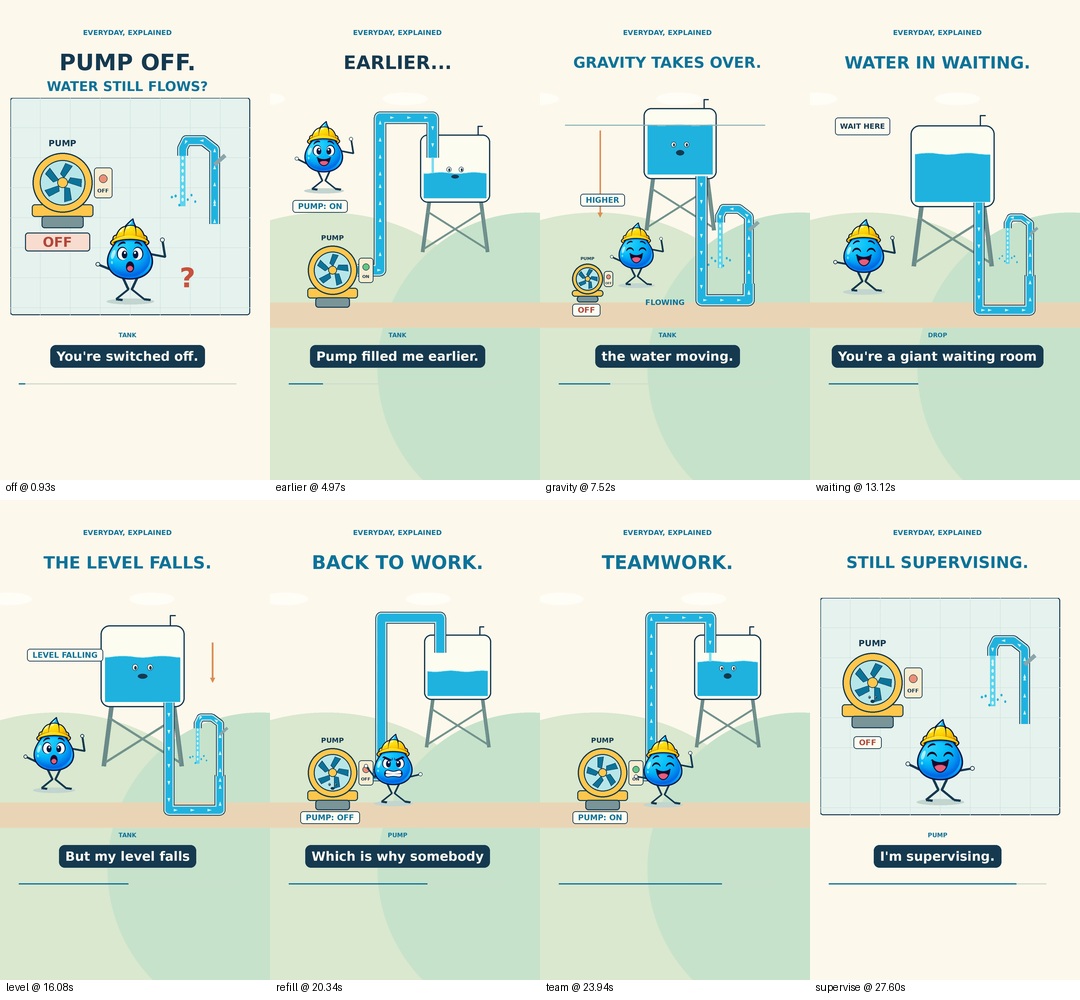 EVERYDAY, EXPLAINED
PUMP OFF.
WATER STILL FLOWS?
PUMP
OFF
OFF
?
TANK
You're switched off.
off @ 0.93s
EVERYDAY, EXPLAINED
EARLIER...
PUMP: ON
PUMP
ON
TANK
Pump filled me earlier.
earlier @ 4.97s
EVERYDAY, EXPLAINED
GRAVITY TAKES OVER.
HIGHER
PUMP
OFF
OFF
FLOWING
TANK
the water moving.
gravity @ 7.52s
EVERYDAY, EXPLAINED
WATER IN WAITING.
WAIT HERE
DROP
You're a giant waiting room
waiting @ 13.12s
EVERYDAY, EXPLAINED
THE LEVEL FALLS.
LEVEL FALLING
TANK
But my level falls
level @ 16.08s
EVERYDAY, EXPLAINED
BACK TO WORK.
PUMP
OFF
PUMP: OFF
PUMP
Which is why somebody
refill @ 20.34s
EVERYDAY, EXPLAINED
TEAMWORK.
PUMP
PUMP: ON
team @ 23.94s
EVERYDAY, EXPLAINED
STILL SUPERVISING.
PUMP
OFF
OFF
PUMP
I'm supervising.
supervise @ 27.60s